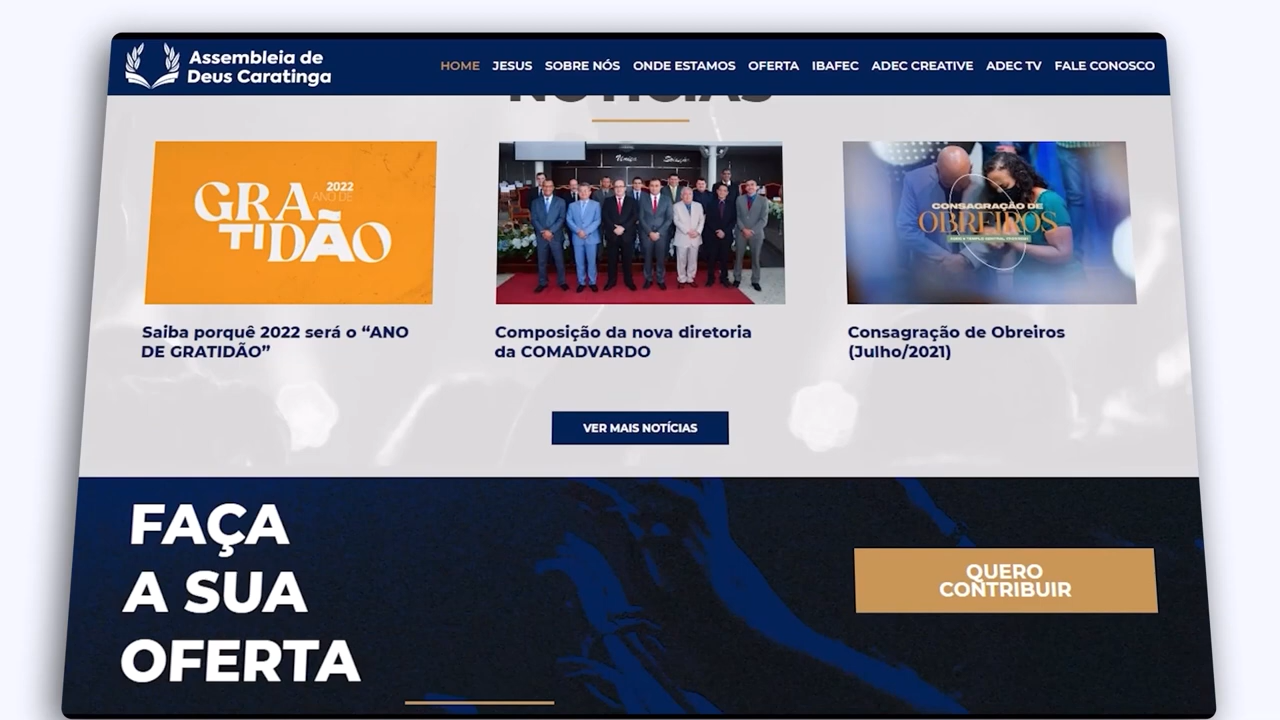 Assembleia de
Deus Caratinga
HOME JESUS SOBRE NÓS ONDE ESTAMOS OFERTA IBAFEC ADEC CREATIVE ADEC TV FALE CONOSCO
NOTÍCIAS
GRA
TIDÃO
2022
ANO DE
CONSAGRAÇÃO DE
OBREIROS
Saiba porquê 2022 será o “ANO
DE GRATIDÃO”
Composição da nova diretoria
da COMADVARDO
Consagração de Obreiros
(Julho/2021)
VER MAIS NOTÍCIAS
FAÇA
A SUA
OFERTA
QUERO
CONTRIBUIR